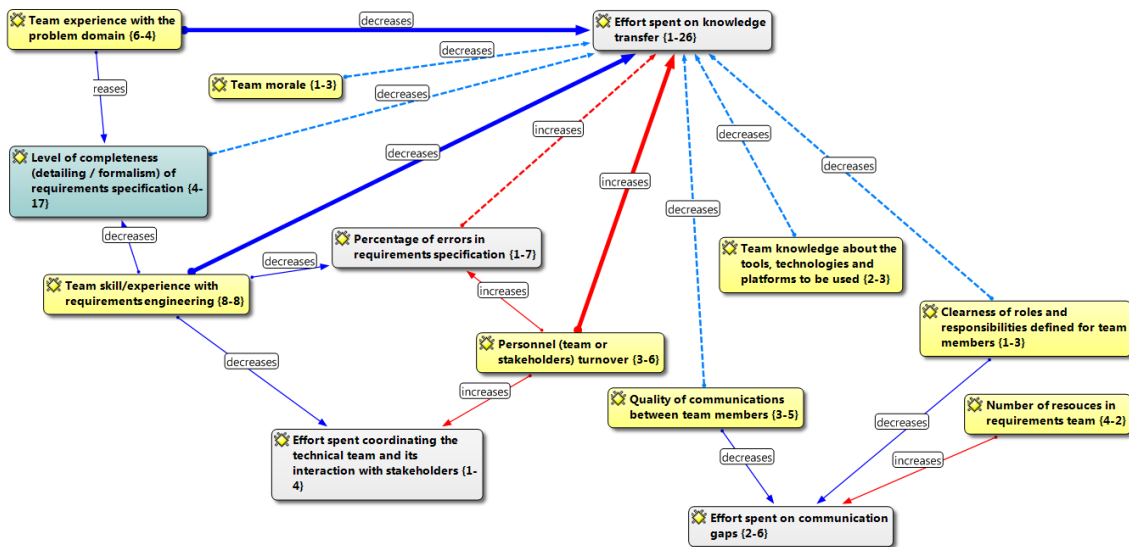 Team experience with the
problem domain {6-4}
decreases
Effort spent on knowledge
transfer {1-26}
decreases
Team morale {1-3}
reases
decreases
decreases
increases
decreases
decreases
Level of completeness
(detailing / formalism) of
requirements specification {4-
17}
increases
decreases
decreases
decreases
Percentage of errors in
requirements specification {1-
7}
Team knowledge about the
tools, technologies and
platforms to be used {2-3}
decreases
Team skill/experience with
requirements engineering {8-8}
increases
Clearness of roles and
responsibilities defined for team
members {1-3}
Personnel (team or
stakeholders) turnover {3-6}
decreases
increases
Quality of communications
between team members {3-5}
Number of resouces in
requirements team {4-2}
decreases
Effort spent coordinating the
technical team and its
interaction with
stakeholders {1-
4}
decreases
increases
Effort spent on communication
gaps {2-6}